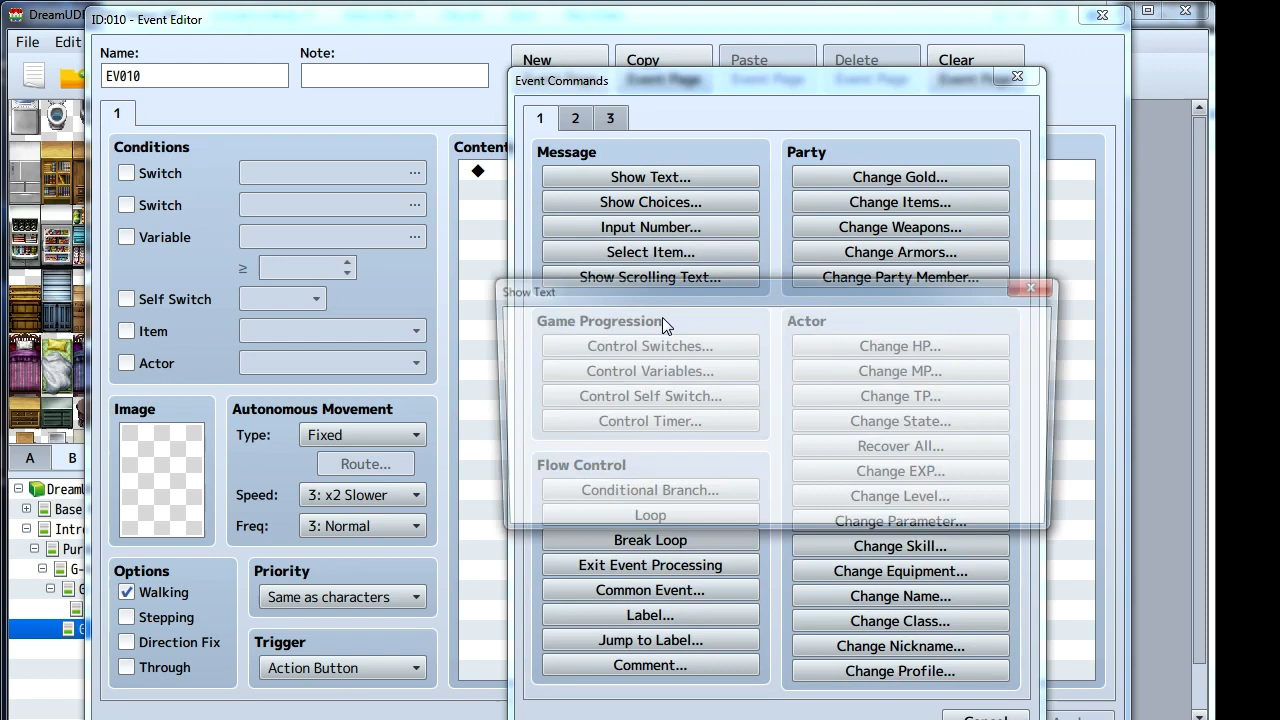 DreamUD
ID:010 - Event Editor
File Edit
Name:
Note:
EV010
New
Copy
Paste
Delete
Clear
Event Page
Event Page
Event Page
Event Commands
1
1 2 3
Conditions
Content
Switch ...
Switch ...
Variable ...
≥
Self Switch
Item
Actor
Message
Show Text...
Show Choices...
Input Number...
Select Item...
Show Scrolling Text...
Party
Change Gold...
Change Items...
Change Weapons...
Change Armors...
Change Party Member...
Show Text
Game Progression
Control Switches...
Control Variables...
Control Self Switch...
Control Timer...
Actor
Change HP...
Change MP...
Change TP...
Change State...
Recover All...
Change EXP...
Change Level...
Change Parameter...
Change Skill...
Change Equipment...
Change Name...
Change Class...
Change Nickname...
Change Profile...
Flow Control
Conditional Branch...
Loop
Break Loop
Exit Event Processing
Common Event...
Label...
Jump to Label...
Comment...
Image
Autonomous Movement
Type: Fixed
Route...
Speed: 3: x2 Slower
Freq: 3: Normal
Options
Walking
Stepping
Direction Fix
Through
Priority
Same as characters
Trigger
Action Button
A B
Dream
Base
Intro
Pur
G-
G
G
Cancel